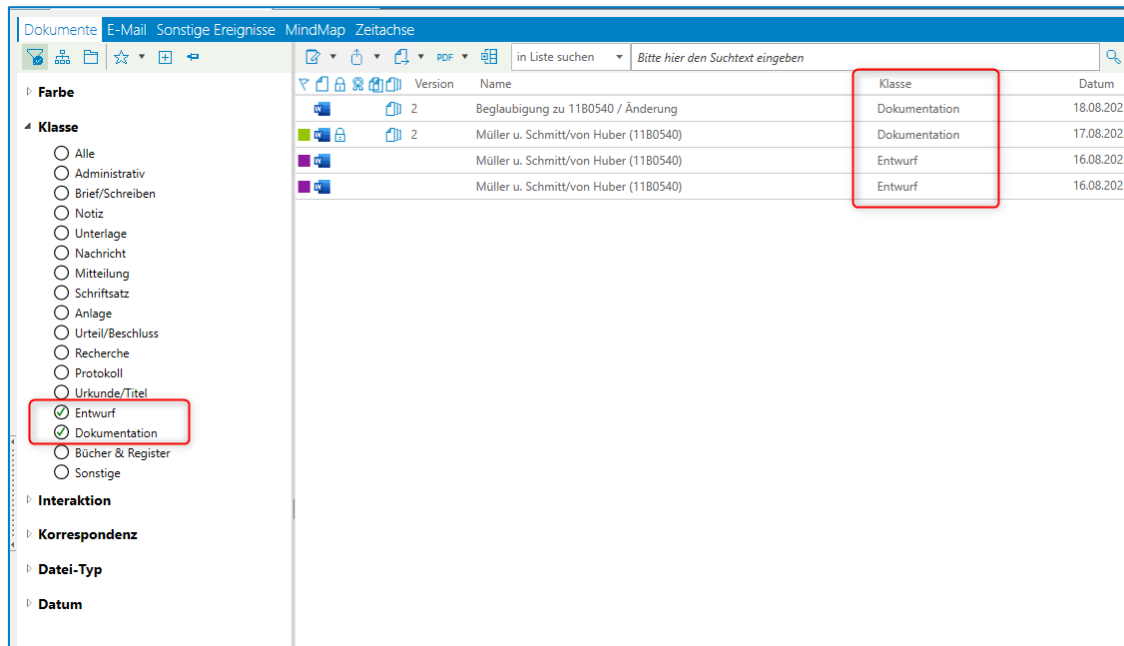 Dokumente E-Mail Sonstige Ereignisse MindMap Zeitachse
PDF in Liste suchen Bitte hier den Suchtext eingeben
Version Name Klasse Datum
2 Beglaubigung zu 11B0540 / Änderung Dokumentation 18.08.202
2 Müller u. Schmitt/von Huber (11B0540) Dokumentation 17.08.202
Müller u. Schmitt/von Huber (11B0540) Entwurf 16.08.202
Müller u. Schmitt/von Huber (11B0540) Entwurf 16.08.202
Farbe
Klasse
Alle
Administrativ
Brief/Schreiben
Notiz
Unterlage
Nachricht
Mitteilung
Schriftsatz
Anlage
Urteil/Beschluss
Recherche
Protokoll
Urkunde/Titel
Entwurf
Dokumentation
Bücher & Register
Sonstige
Interaktion
Korrespondenz
Datei-Typ
Datum